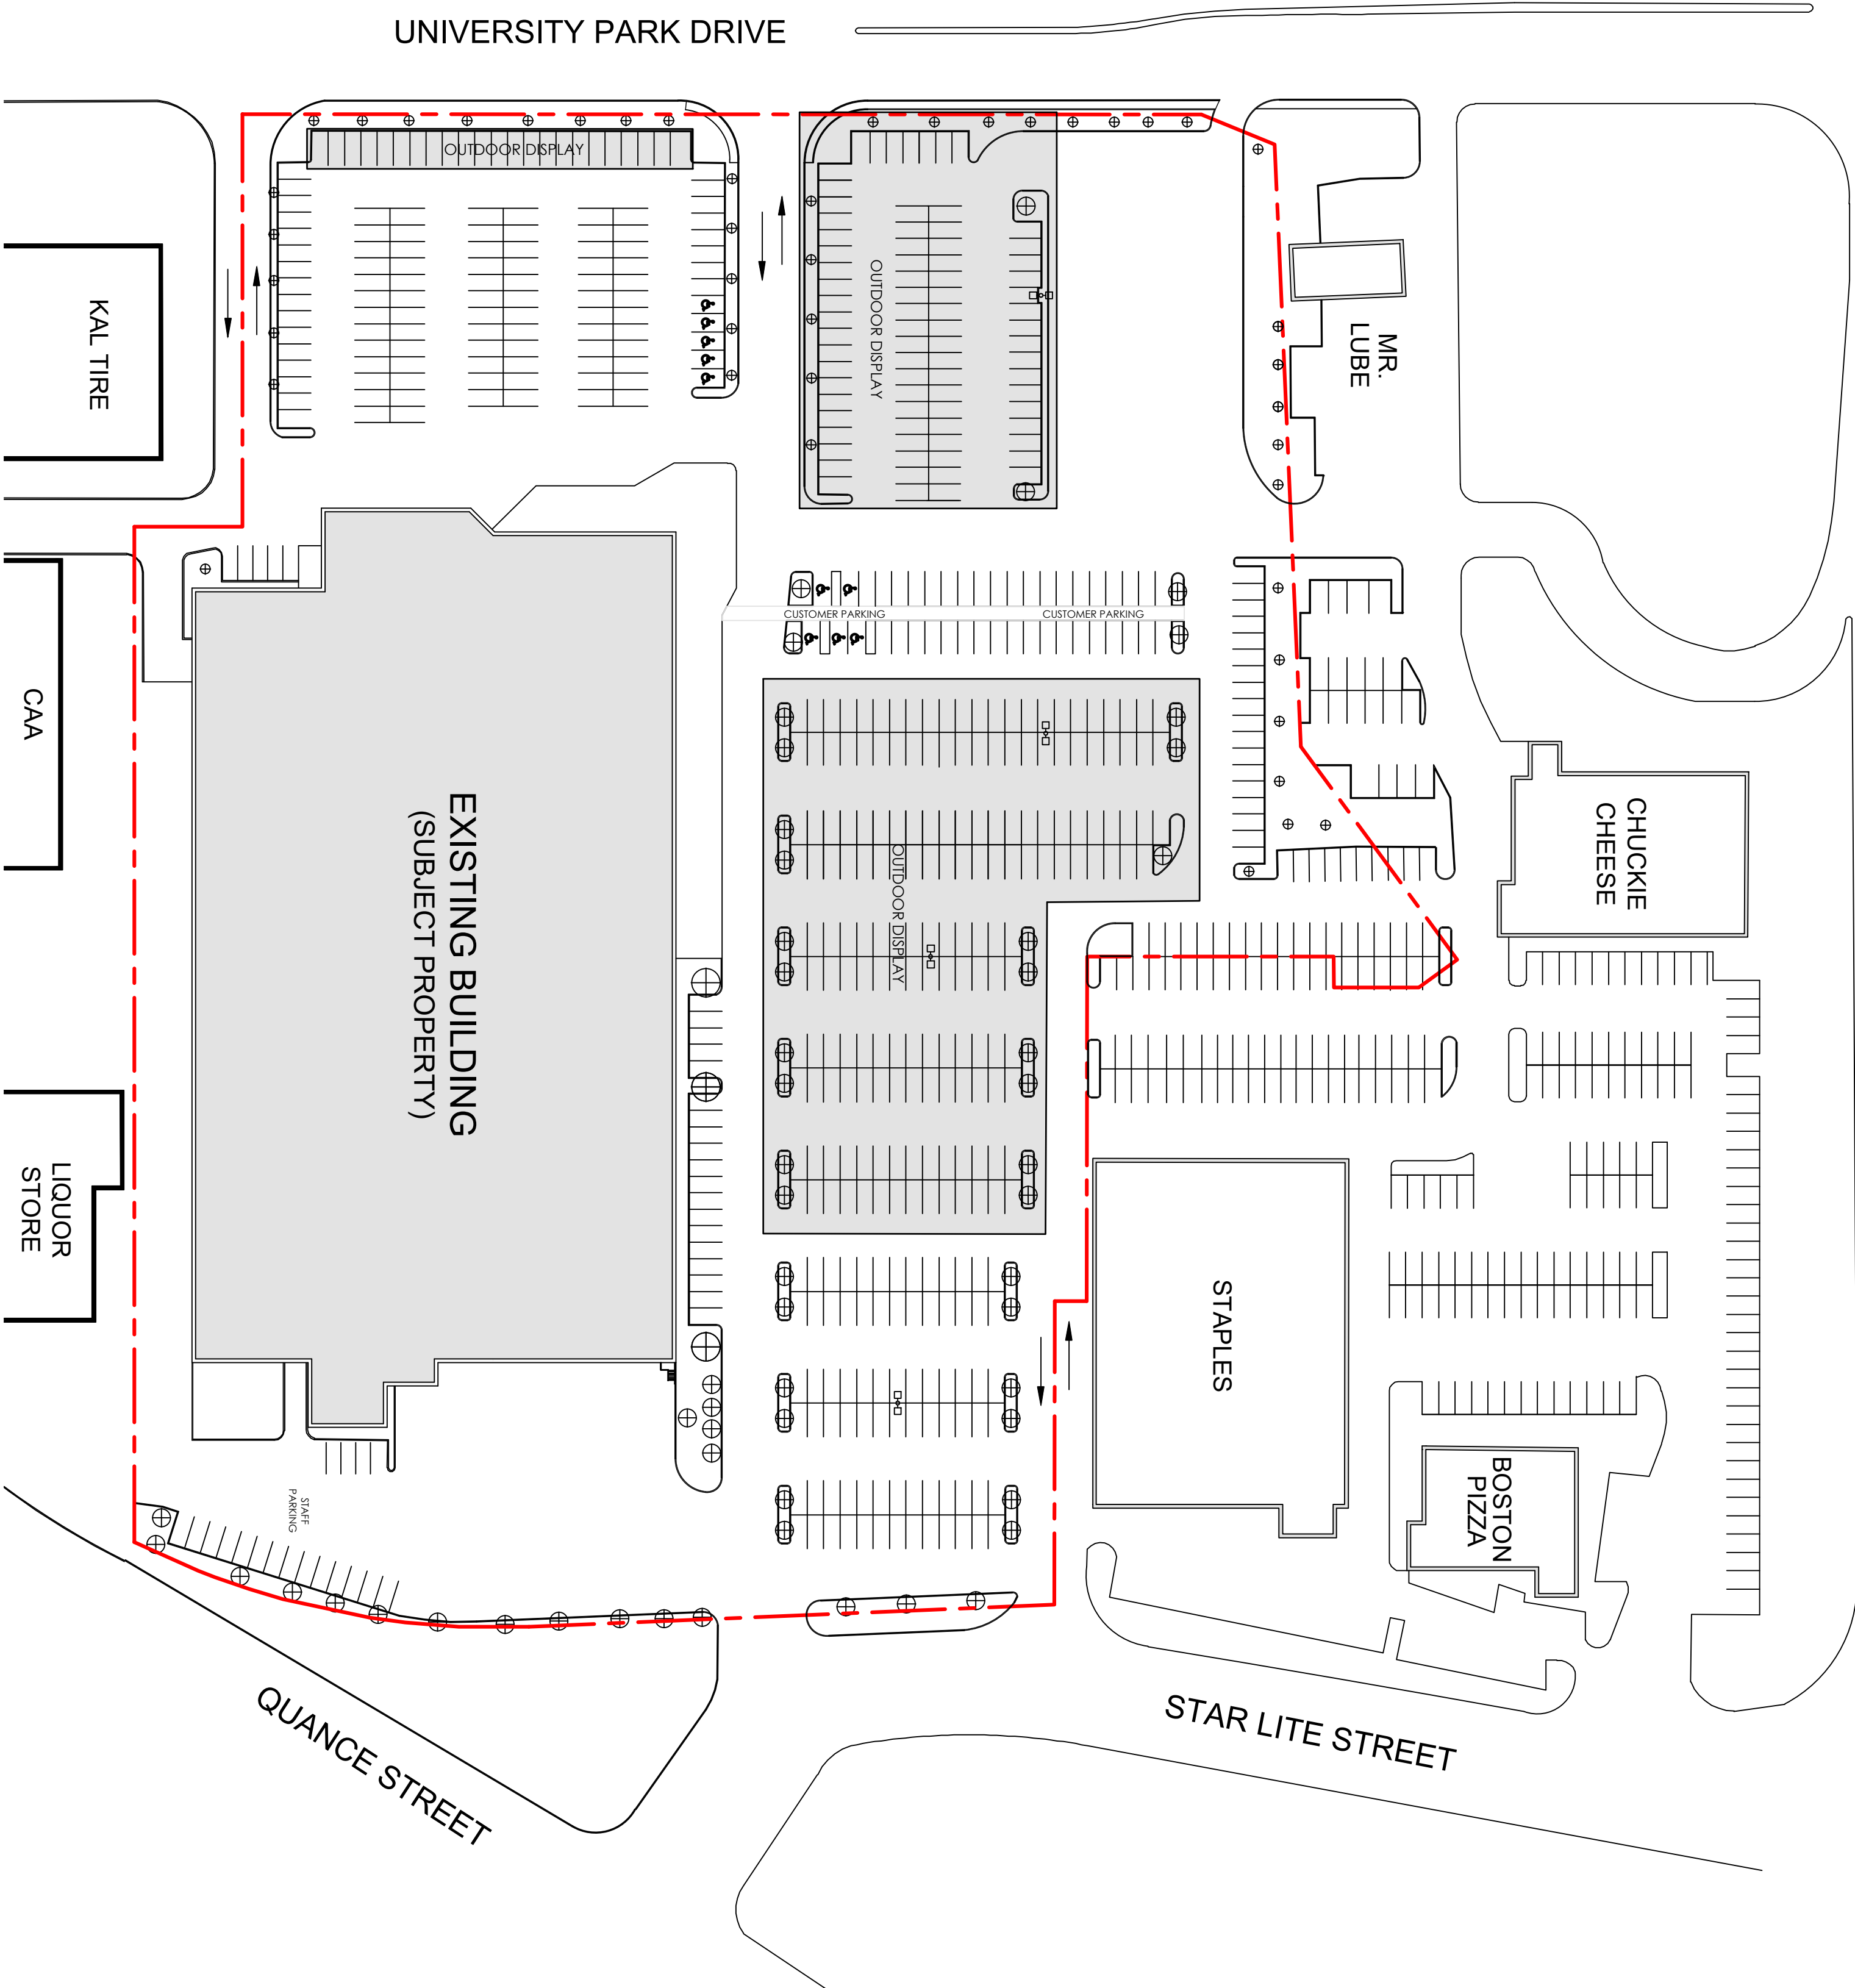 UNIVERSITY PARK DRIVE
OUTDOOR DISPLAY
OUTDOOR DISPLAY
KAL TIRE
MR.
LUBE
CUSTOMER PARKING
CUSTOMER PARKING
CAA
EXISTING BUILDING
(SUBJECT PROPERTY)
OUTDOOR DISPLAY
CHUCKIE
CHEESE
LIQUOR
STORE
STAPLES
BOSTON
PIZZA
STAFF
PARKING
QUANCE STREET
STAR LITE STREET